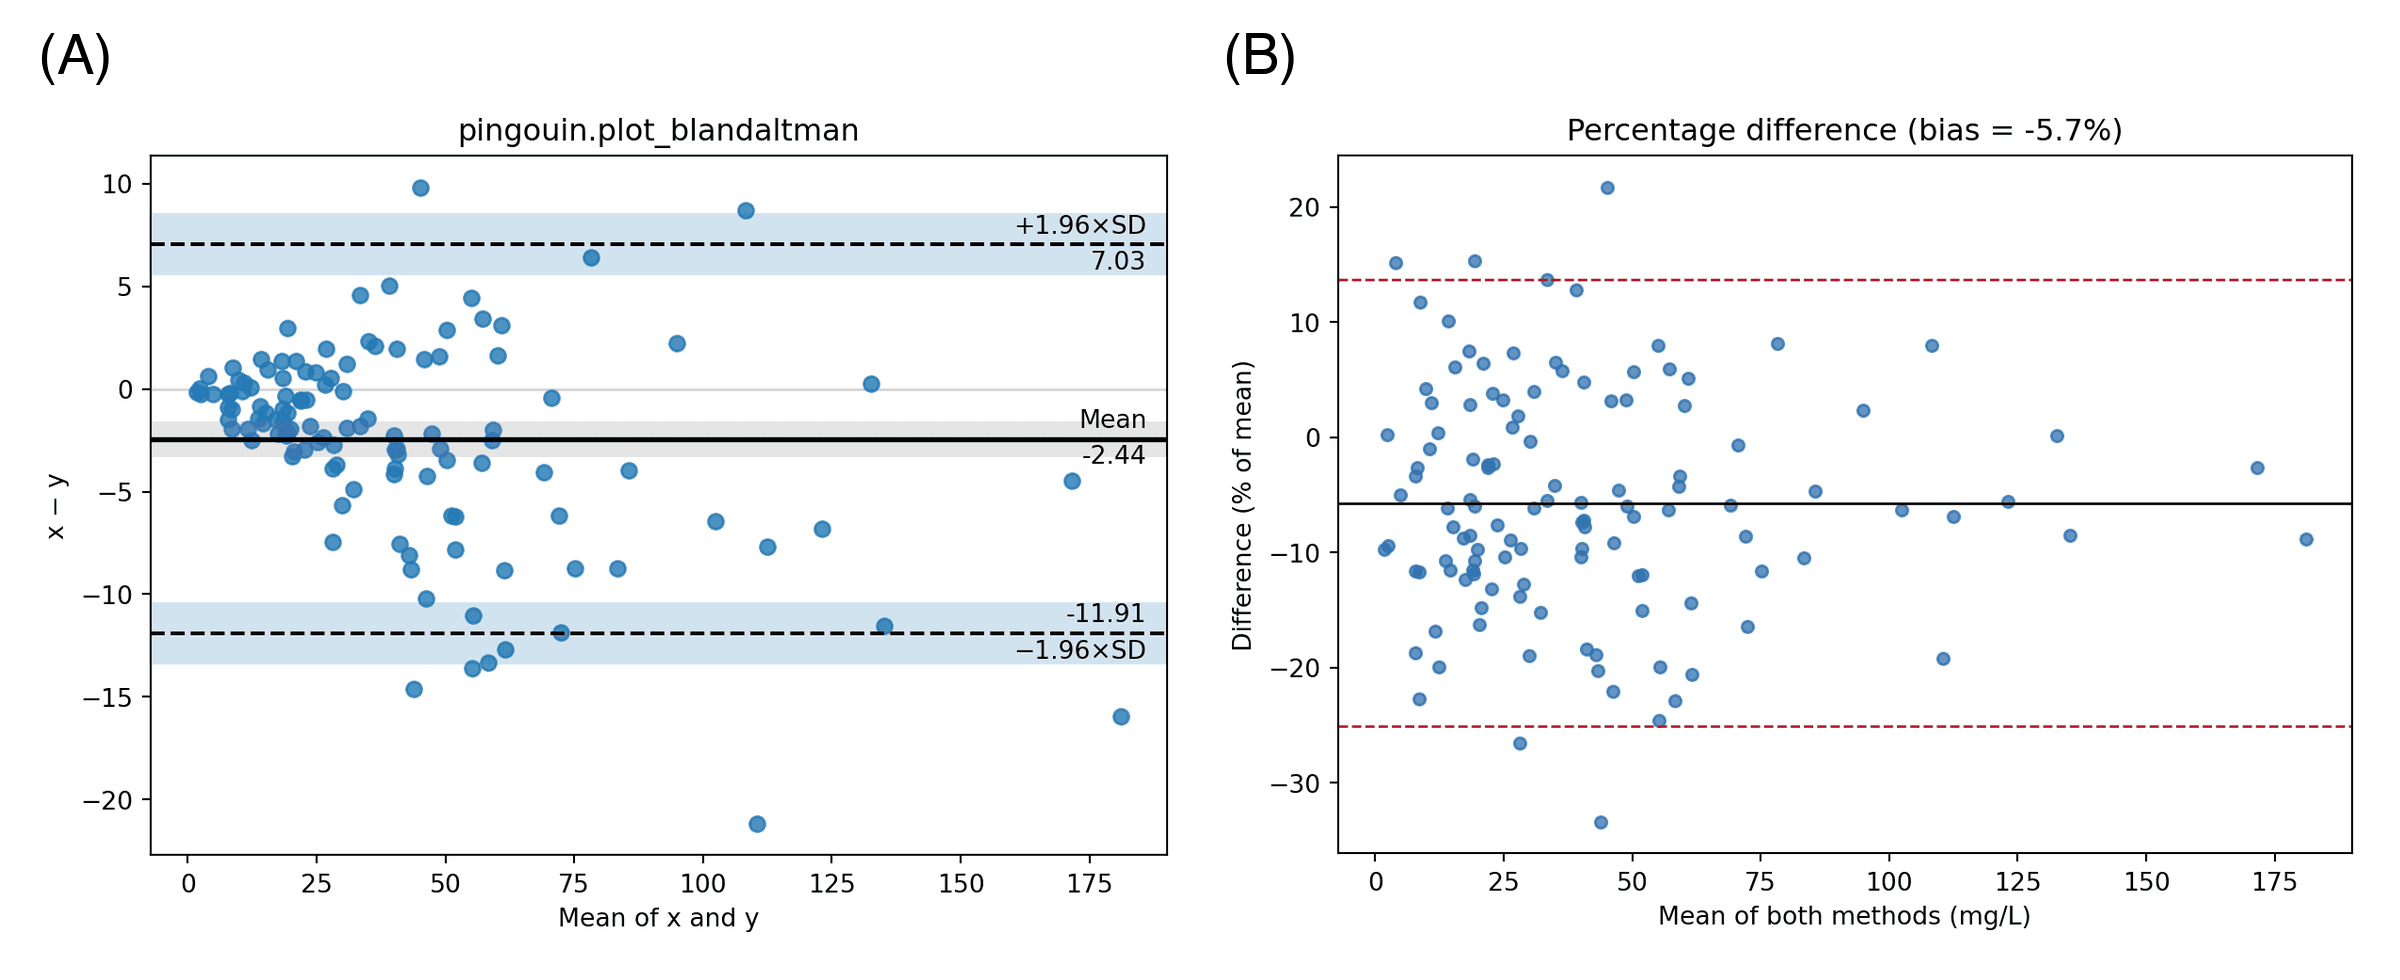 (A)
pingouin.plot_blandaltman
10
5
0
−5
−10
−15
−20
x − y
+1.96×SD
7.03
Mean
-2.44
-11.91
−1.96×SD
0 25 50 75 100 125 150 175
Mean of x and y
(B)
Percentage difference (bias = -5.7%)
20
10
0
−10
−20
−30
Difference (% of mean)
0 25 50 75 100 125 150 175
Mean of both methods (mg/L)